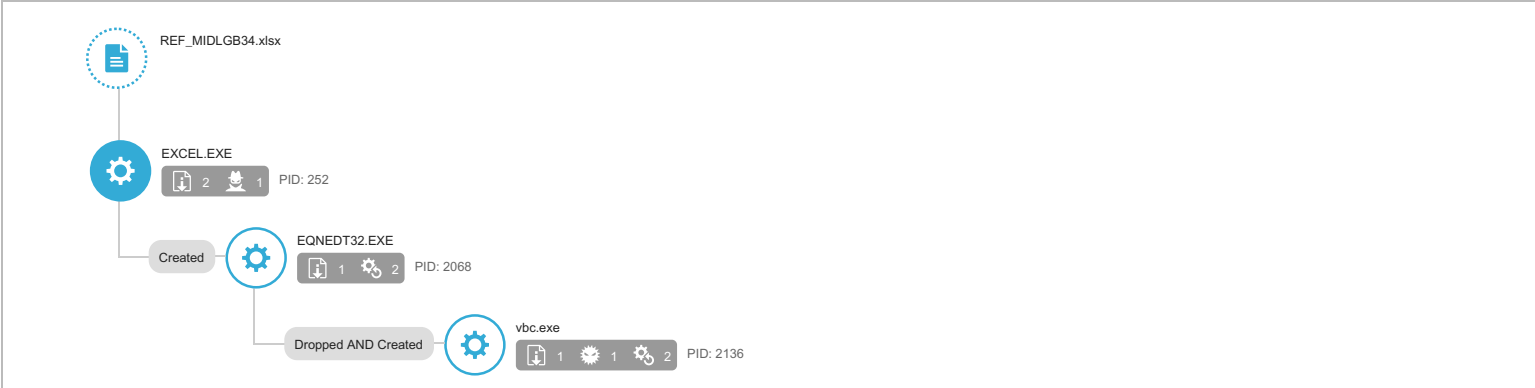 REF_MIDLGB34.xlsx
EXCEL.EXE
2 1 PID: 252
Created
EQNEDT32.EXE
1 2 PID: 2068
Dropped AND Created
vbc.exe
1 1 2 PID: 2136